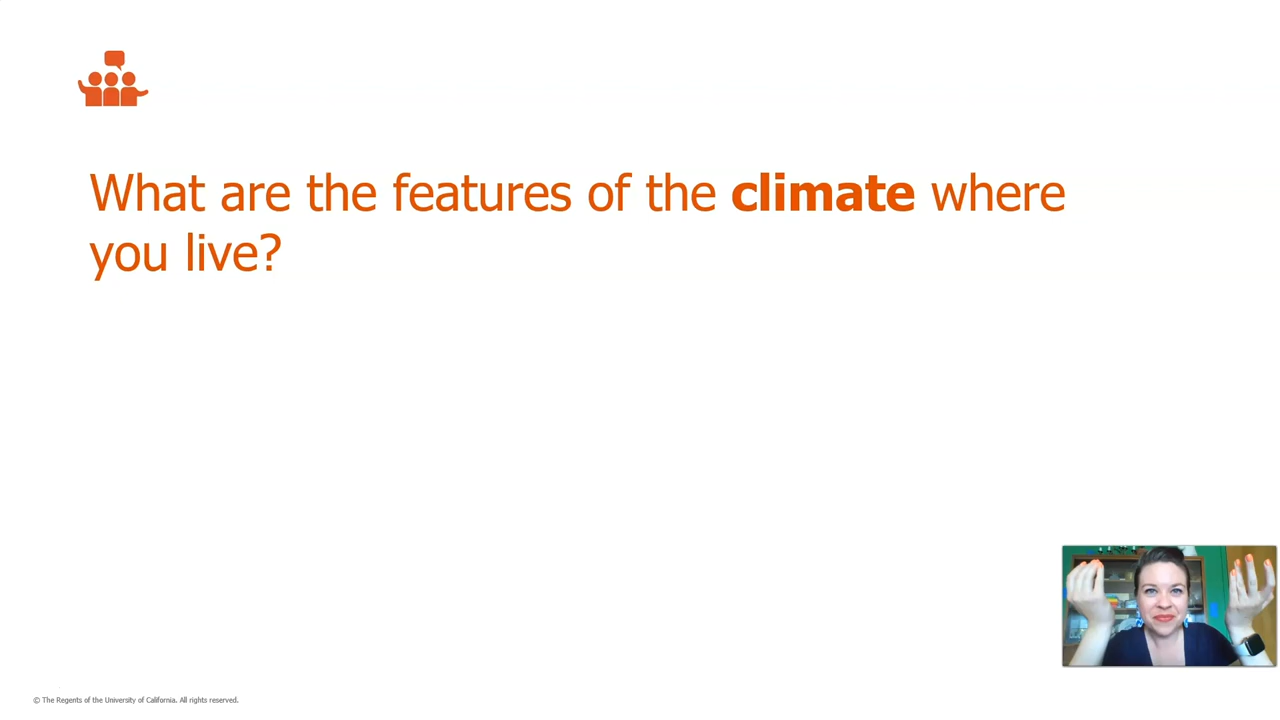 What are the features of the climate where
you live?
© The Regents of the University of California. All rights reserved.